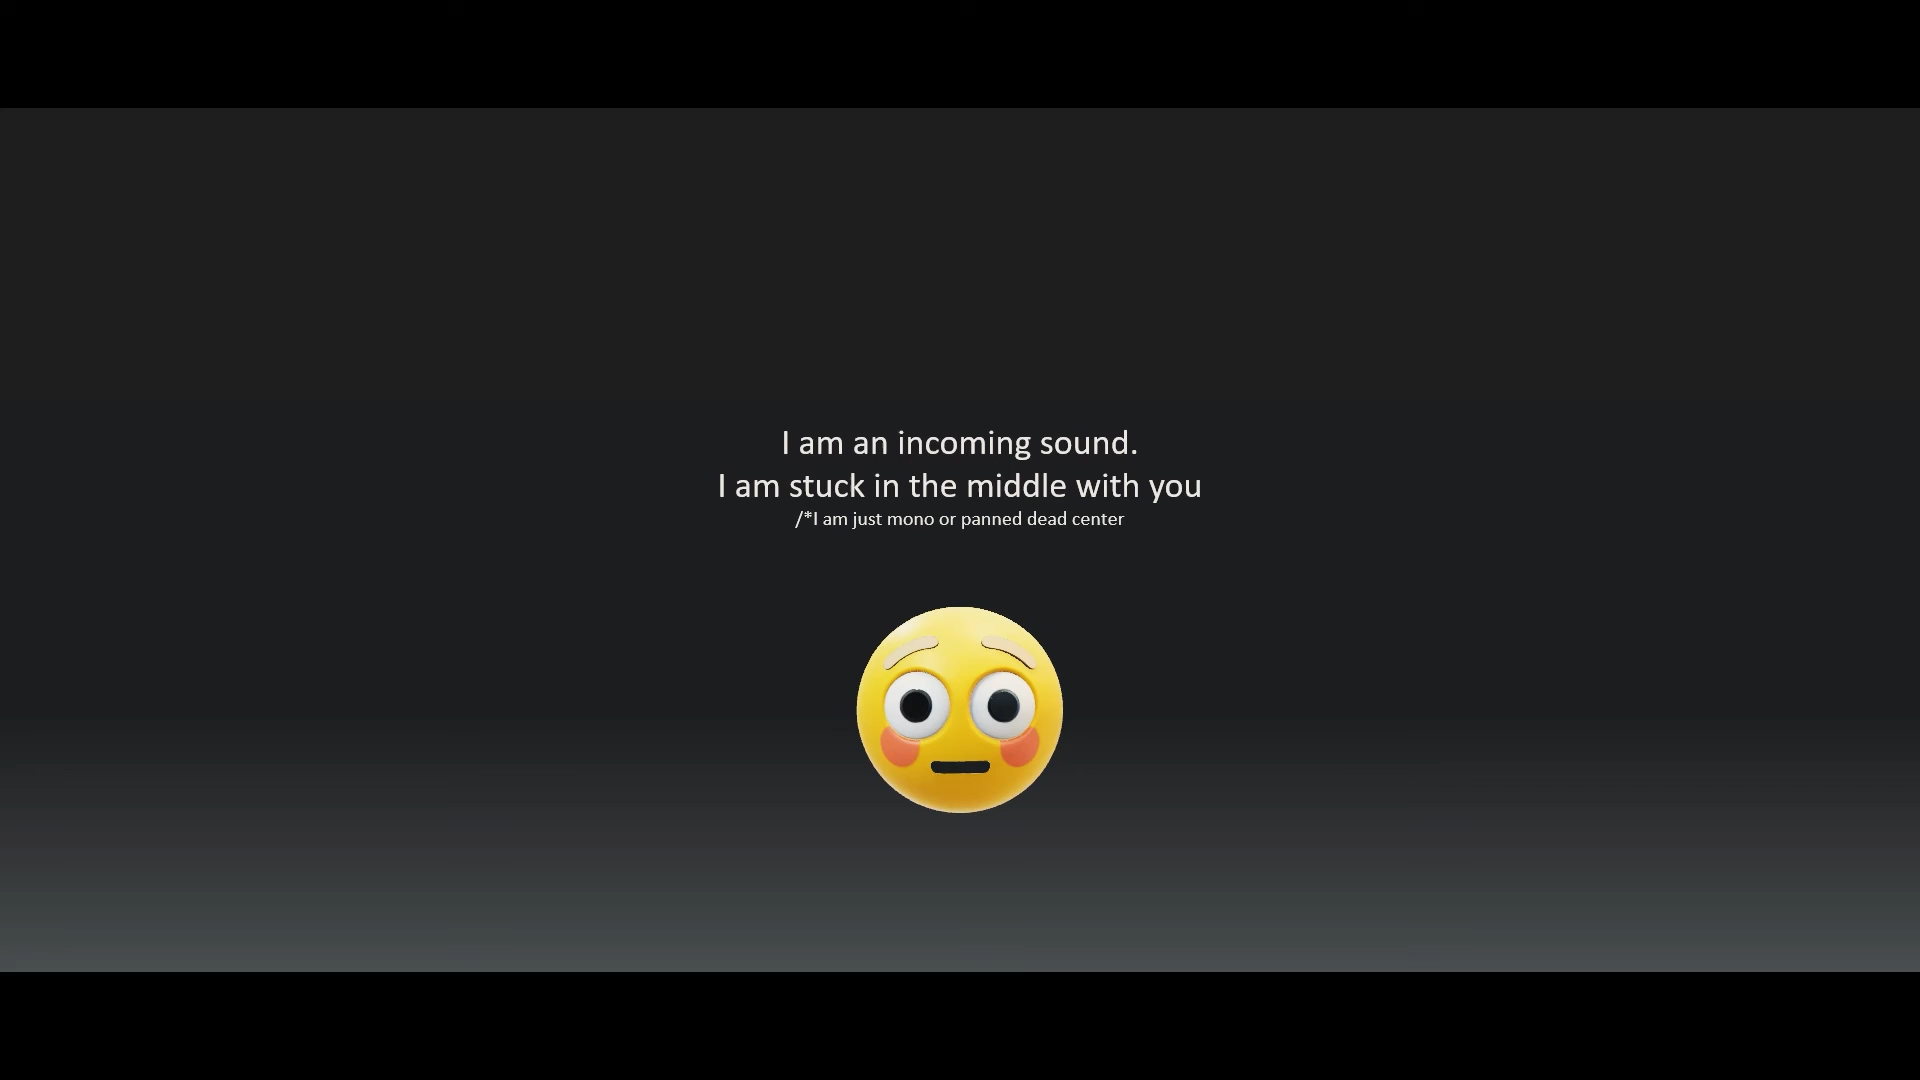 I am an incoming sound.
I am stuck in the middle with you
/*I am just mono or panned dead center